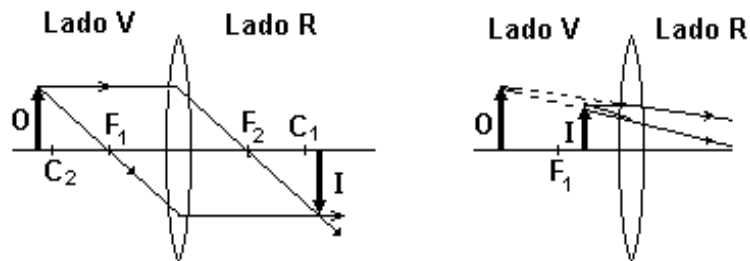 Lado V Lado R
O F1 F2 C1
C2 I
Lado V Lado R
O I
F1